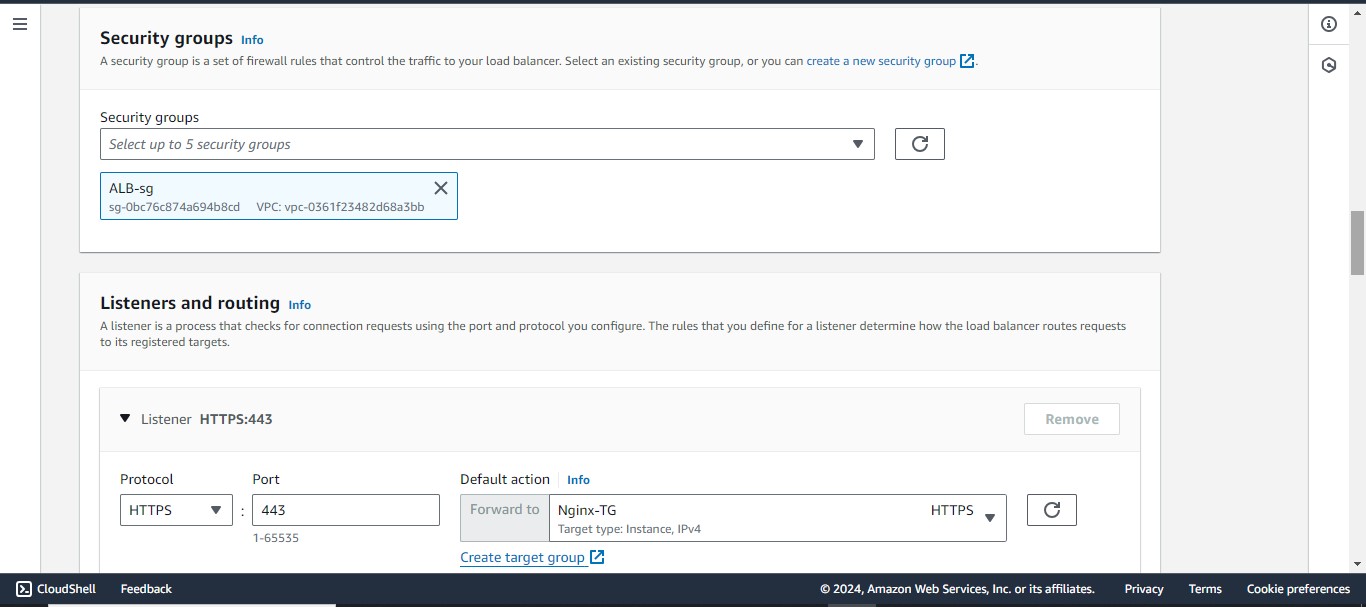 Security groups Info
A security group is a set of firewall rules that control the traffic to your load balancer. Select an existing security group, or you can create a new security group.
Security groups
Select up to 5 security groups
ALB-sg
sg-0bc76c874a694b8cd VPC: vpc-0361f23482d68a3bb
Listeners and routing Info
A listener is a process that checks for connection requests using the port and protocol you configure. The rules that you define for a listener determine how the load balancer routes requests
to its registered targets.
Listener HTTPS:443
Remove
Protocol Port Default action Info
HTTPS : 443 Forward to Nginx-TG HTTPS
Target type: Instance, IPv4
1-65535
Create target group
CloudShell Feedback © 2024, Amazon Web Services, Inc. or its affiliates. Privacy Terms Cookie preferences